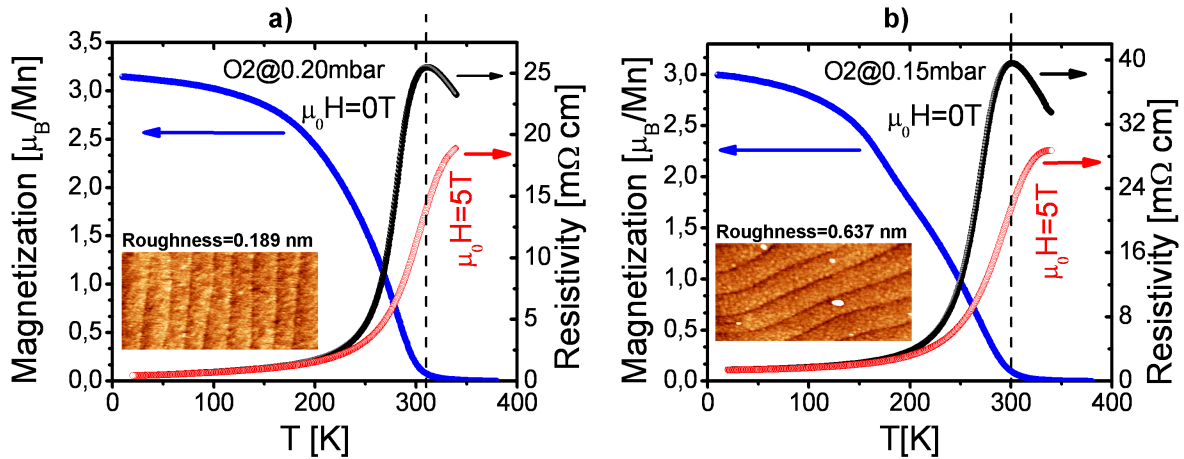 a)
3,5
3,0
2,5
2,0
1,5
1,0
0,5
0,0
Magnetization [μB/Mn]
O2@0.20mbar
μ0H=0T
μ0H=5T
Roughness=0.189 nm
25
20
15
10
5
0
Resistivity [mΩ cm]
0
100
200
300
400
T [K]
b)
3,0
2,5
2,0
1,5
1,0
0,5
0,0
Magnetization [μB/Mn]
O2@0.15mbar
μ0H=0T
μ0H=5T
Roughness=0.637 nm
40
32
24
16
8
0
Resistivity [mΩ cm]
0
100
200
300
400
T[K]